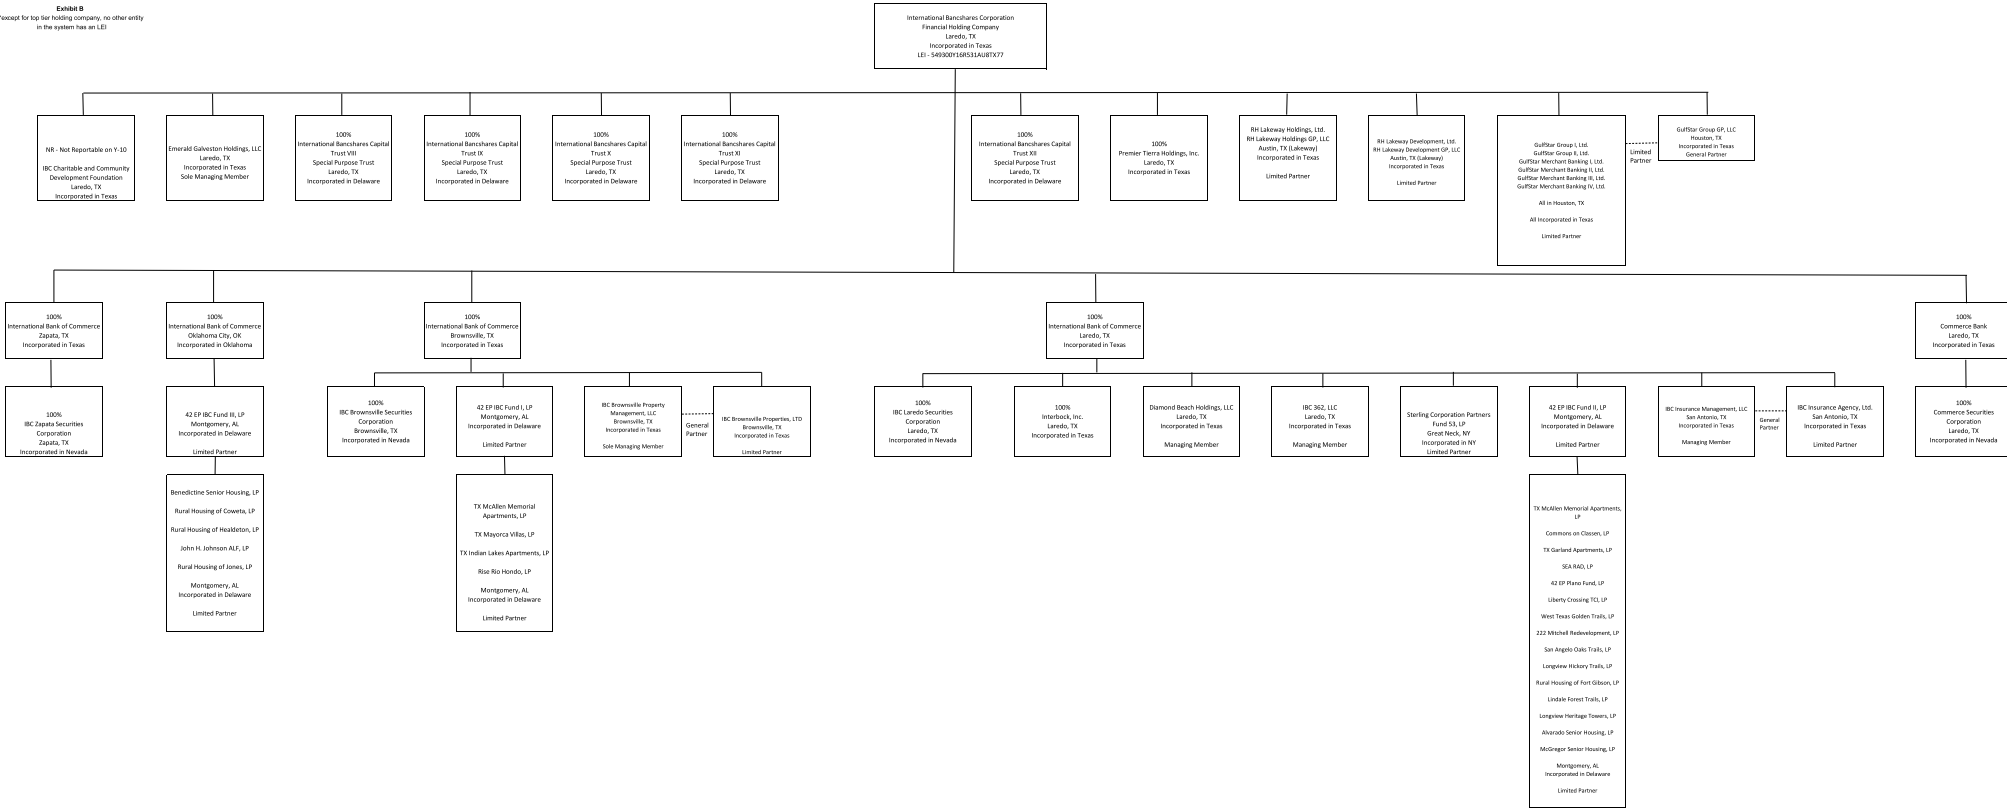 Exhibit B
*except for top tier holding company, no other entity
in the system has an LEI
International Bancshares Corporation
Financial Holding Company
Laredo, TX
Incorporated in Texas
LEI - 549300Y16R531AU8TX77
NR - Not Reportable on Y-10
IBC Charitable and Community
Development Foundation
Laredo, TX
Incorporated in Texas
Emerald Galveston Holdings, LLC
Laredo, TX
Incorporated in Texas
Sole Managing Member
100%
International Bancshares Capital
Trust VIII
Special Purpose Trust
Laredo, TX
Incorporated in Delaware
100%
International Bancshares Capital
Trust IX
Special Purpose Trust
Laredo, TX
Incorporated in Delaware
100%
International Bancshares Capital
Trust X
Special Purpose Trust
Laredo, TX
Incorporated in Delaware
100%
International Bancshares Capital
Trust XI
Special Purpose Trust
Laredo, TX
Incorporated in Delaware
100%
International Bancshares Capital
Trust XII
Special Purpose Trust
Laredo, TX
Incorporated in Delaware
100%
Premier Tierra Holdings, Inc.
Laredo, TX
Incorporated in Texas
RH Lakeway Holdings, Ltd.
RH Lakeway Holdings GP, LLC
Austin, TX (Lakeway)
Incorporated in Texas
Limited Partner
RH Lakeway Development, Ltd.
RH Lakeway Development GP, LLC
Austin, TX (Lakeway)
Incorporated in Texas
Limited Partner
GulfStar Group I, Ltd.
GulfStar Group II, Ltd.
GulfStar Merchant Banking I, Ltd.
GulfStar Merchant Banking II, Ltd.
GulfStar Merchant Banking III, Ltd.
GulfStar Merchant Banking IV, Ltd.
All in Houston, TX
All Incorporated in Texas
Limited Partner
Limited
Partner
GulfStar Group GP, LLC
Houston, TX
Incorporated in Texas
General Partner
100%
International Bank of Commerce
Zapata, TX
Incorporated in Texas
100%
International Bank of Commerce
Oklahoma City, OK
Incorporated in Oklahoma
100%
International Bank of Commerce
Brownsville, TX
Incorporated in Texas
100%
International Bank of Commerce
Laredo, TX
Incorporated in Texas
100%
Commerce Bank
Laredo, TX
Incorporated in Texas
100%
IBC Zapata Securities
Corporation
Zapata, TX
Incorporated in Nevada
42 EP IBC Fund III, LP
Montgomery, AL
Incorporated in Delaware
Limited Partner
100%
IBC Brownsville Securities
Corporation
Brownsville, TX
Incorporated in Nevada
42 EP IBC Fund I, LP
Montgomery, AL
Incorporated in Delaware
Limited Partner
IBC Brownsville Property
Management, LLC
Brownsville, TX
Incorporated in Texas
Sole Managing Member
General
Partner
IBC Brownsville Properties, LTD
Brownsville, TX
Incorporated in Texas
Limited Partner
100%
IBC Laredo Securities
Corporation
Laredo, TX
Incorporated in Nevada
100%
Interbock, Inc.
Laredo, TX
Incorporated in Texas
Diamond Beach Holdings, LLC
Laredo, TX
Incorporated in Texas
Managing Member
IBC 362, LLC
Laredo, TX
Incorporated in Texas
Managing Member
Sterling Corporation Partners
Fund 53, LP
Great Neck, NY
Incorporated in NY
Limited Partner
42 EP IBC Fund II, LP
Montgomery, AL
Incorporated in Delaware
Limited Partner
IBC Insurance Management, LLC
San Antonio, TX
Incorporated in Texas
Managing Member
General
Partner
IBC Insurance Agency, Ltd.
San Antonio, TX
Incorporated in Texas
Limited Partner
100%
Commerce Securities
Corporation
Laredo, TX
Incorporated in Nevada
Benedictine Senior Housing, LP
Rural Housing of Coweta, LP
Rural Housing of Healdeton, LP
John H. Johnson ALF, LP
Rural Housing of Jones, LP
Montgomery, AL
Incorporated in Delaware
Limited Partner
TX McAllen Memorial
Apartments, LP
TX Mayorca Villas, LP
TX Indian Lakes Apartments, LP
Rise Rio Hondo, LP
Montgomery, AL
Incorporated in Delaware
Limited Partner
TX McAllen Memorial Apartments,
LP
Commons on Classen, LP
TX Garland Apartments, LP
SEA RAD, LP
42 EP Plano Fund, LP
Liberty Crossing TCI, LP
West Texas Golden Trails, LP
222 Mitchell Redevelopment, LP
San Angelo Oaks Trails, LP
Longview Hickory Trails, LP
Rural Housing of Fort Gibson, LP
Lindale Forest Trails, LP
Longview Heritage Towers, LP
Alvarado Senior Housing, LP
McGregor Senior Housing, LP
Montgomery, AL
Incorporated in Delaware
Limited Partner